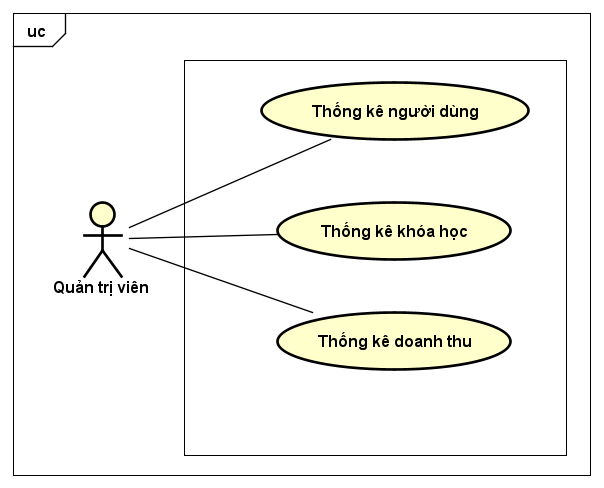 uc
Thống kê người dùng
Thống kê khóa học
Quản trị viên
Thống kê doanh thu